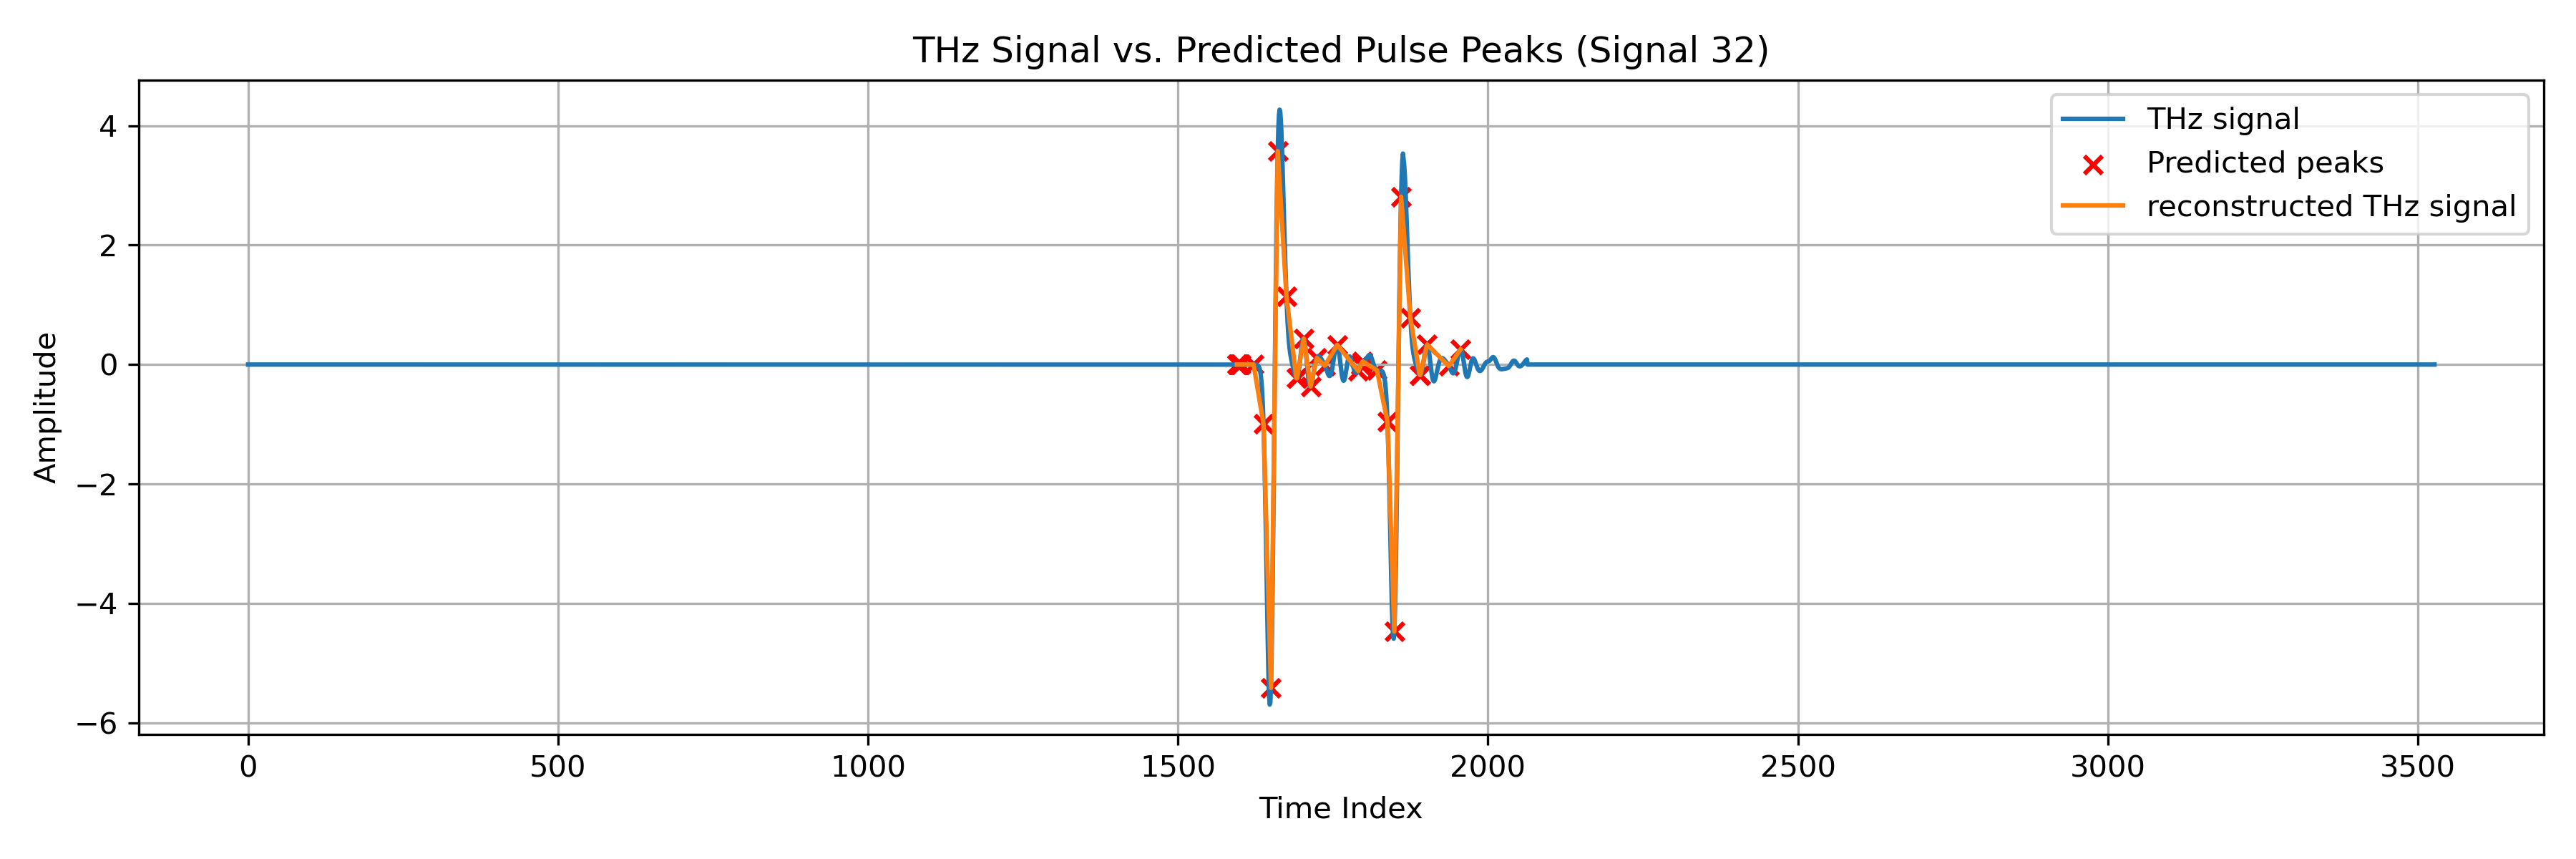 THz Signal vs. Predicted Pulse Peaks (Signal 32)
THz signal
Predicted peaks
reconstructed THz signal
Amplitude
4
2
0
−2
−4
−6
0 500 1000 1500 2000 2500 3000 3500
Time Index